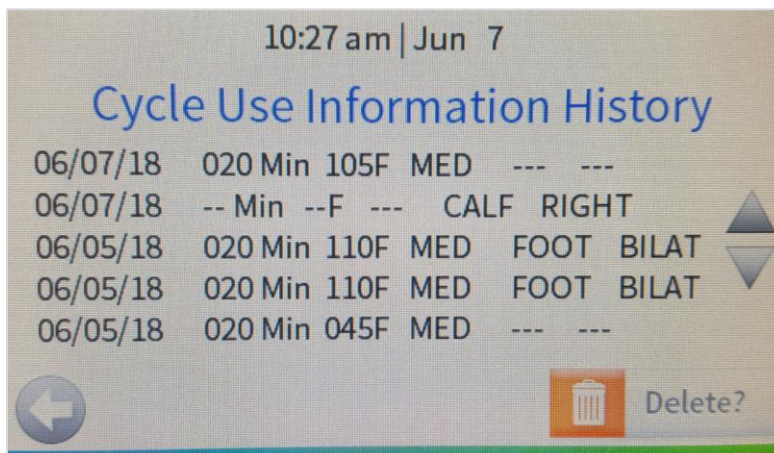 10:27 am | Jun 7
Cycle Use Information History
06/07/18 020 Min 105F MED --- ---
06/07/18 -- Min --F --- CALF RIGHT
06/05/18 020 Min 110F MED FOOT BILAT
06/05/18 020 Min 110F MED FOOT BILAT
06/05/18 020 Min 045F MED --- ---
Delete?